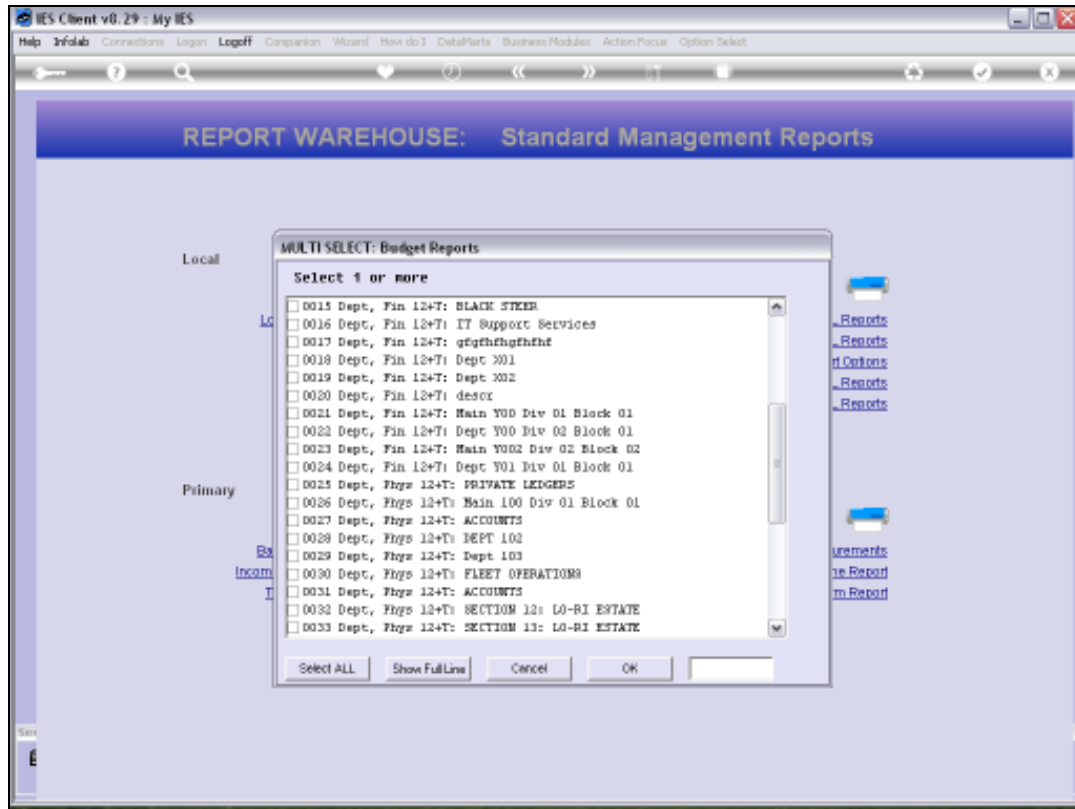 IES Client v8.29 : My IES
Help Infolab Connections Logon Logoff Companion Wizard How do I DataMarts Business Modules Action Focus Option Select
REPORT WAREHOUSE: Standard Management Reports
Local
MULTI SELECT: Budget Reports
Select 1 or more
0015 Dept, Fin 12+T: BLACK STEER
0016 Dept, Fin 12+T: IT Support Services
0017 Dept, Fin 12+T: gfgfhfhgfhfhf
0018 Dept, Fin 12+T: Dept X01
0019 Dept, Fin 12+T: Dept X02
0020 Dept, Fin 12+T: descr
0021 Dept, Fin 12+T: Main Y00 Div 01 Block 01
0022 Dept, Fin 12+T: Dept Y00 Div 02 Block 01
0023 Dept, Fin 12+T: Main Y002 Div 02 Block 02
0024 Dept, Fin 12+T: Dept Y01 Div 01 Block 01
0025 Dept, Phys 12+T: PRIVATE LEDGERS
0026 Dept, Phys 12+T: Main 100 Div 01 Block 01
0027 Dept, Phys 12+T: ACCOUNTS
0028 Dept, Phys 12+T: DEPT 102
0029 Dept, Phys 12+T: Dept 103
0030 Dept, Phys 12+T: FLEET OPERATIONS
0031 Dept, Phys 12+T: ACCOUNTS
0032 Dept, Phys 12+T: SECTION 12: LO-RI ESTATE
0033 Dept, Phys 12+T: SECTION 13: LO-RI ESTATE
Select ALL Show Full Line Cancel OK
Lo
Reports
Reports
rt Options
Reports
Reports
Primary
Ba
urements
Incom
ne Report
T
m Report
Ser